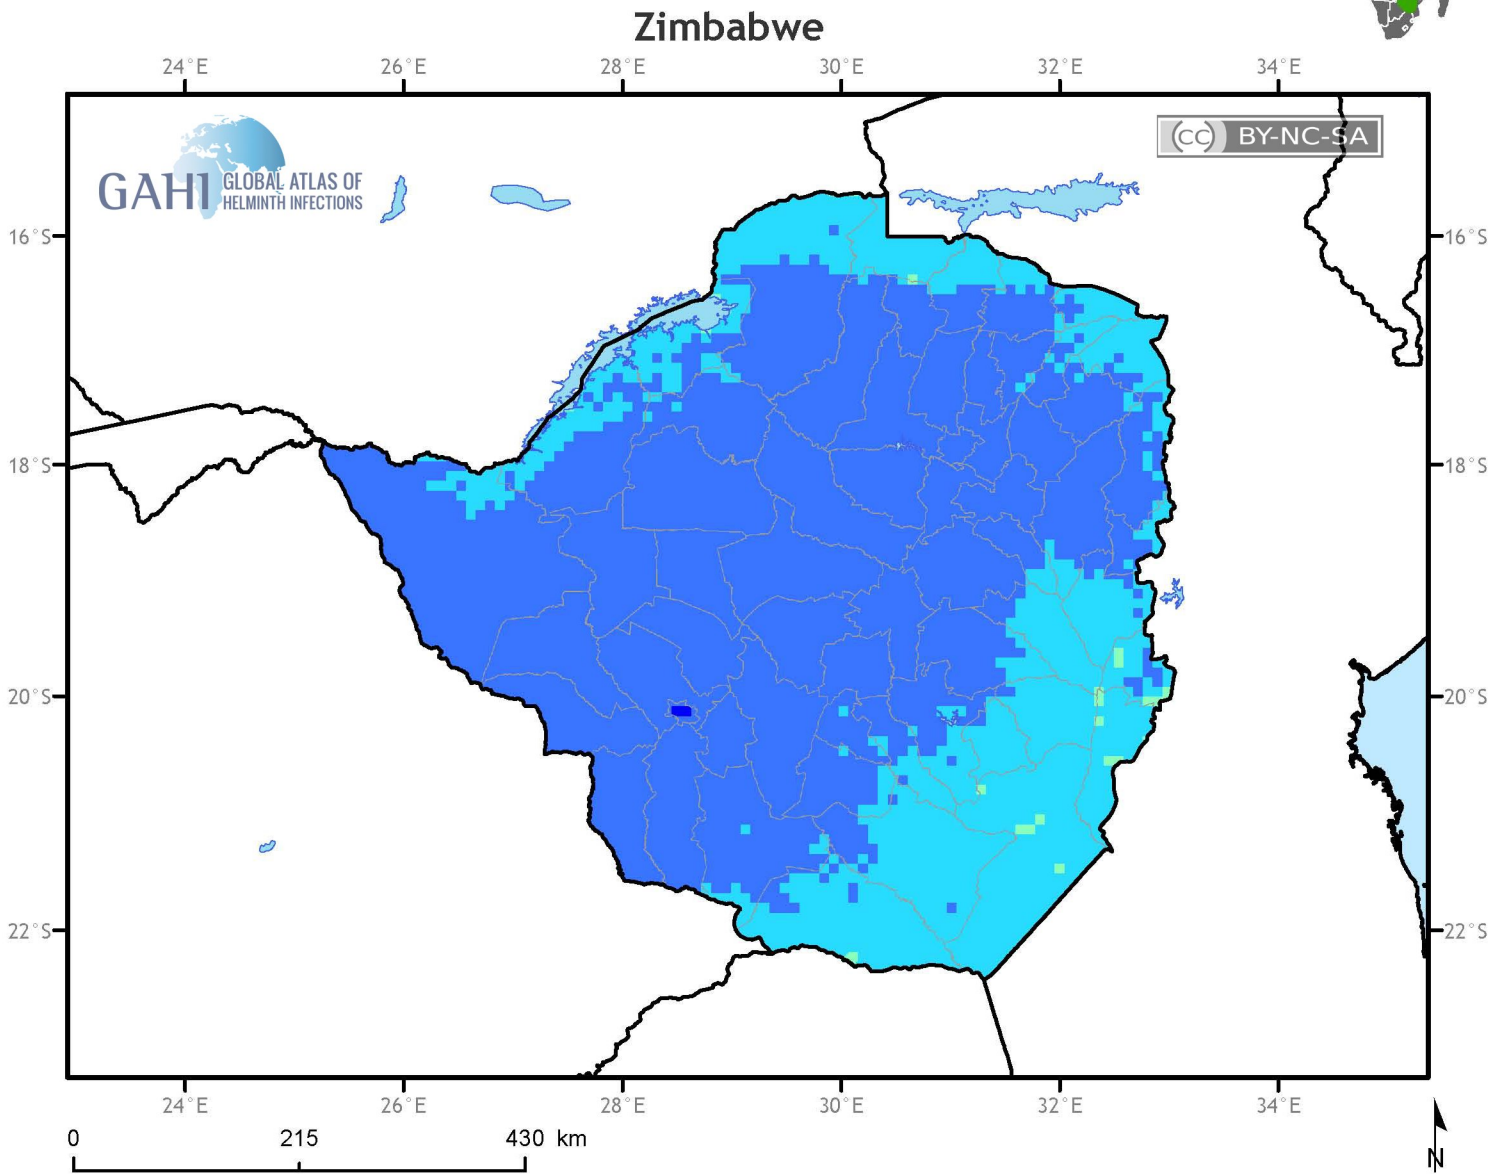 Zimbabwe
24°E 26°E 28°E 30°E 32°E 34°E
GAHI GLOBAL ATLAS OF
HELMINTH INFECTIONS
CC BY-NC-SA
16°S 16°S
18°S 18°S
20°S 20°S
22°S 22°S
24°E 26°E 28°E 30°E 32°E 34°E
0 215 430 km
N